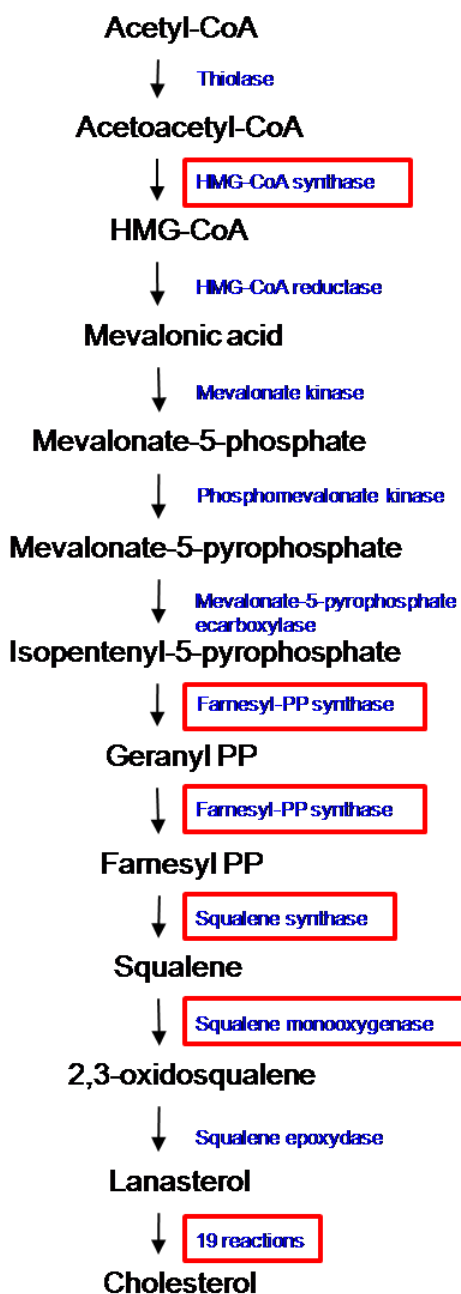 Acetyl-CoA
Thiolase
Acetoacetyl-CoA
HMG-CoA synthase
HMG-CoA
HMG-CoA reductase
Mevalonic acid
Mevalonate kinase
Mevalonate-5-phosphate
Phosphomevalonate kinase
Mevalonate-5-pyrophosphate
Mevalonate-5-pyrophosphate
ecarboxylase
Isopentenyl-5-pyrophosphate
Farnesyl-PP synthase
Geranyl PP
Farnesyl-PP synthase
Farnesyl PP
Squalene synthase
Squalene
Squalene monooxygenase
2,3-oxidosqualene
Squalene epoxydase
Lanasterol
19 reactions
Cholesterol